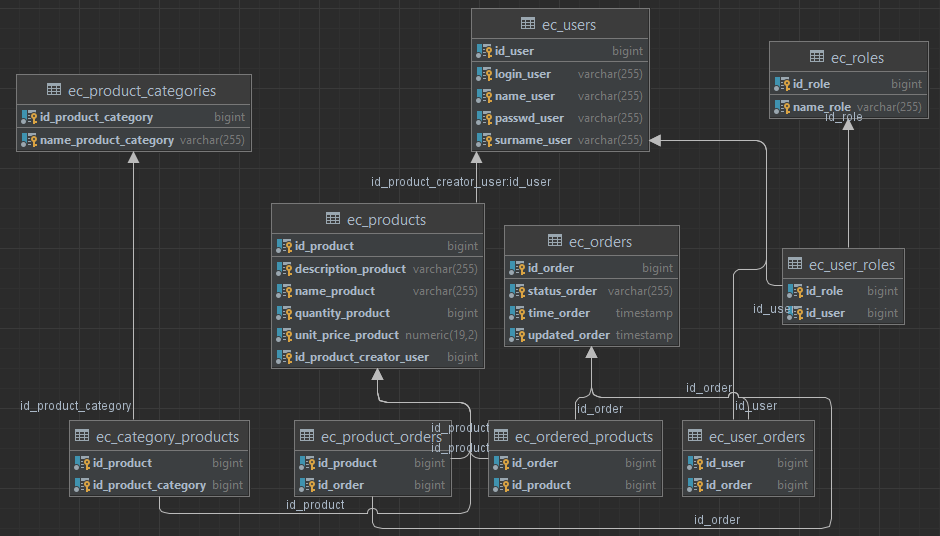 ec_users
id_user bigint
login_user varchar(255)
name_user varchar(255)
passwd_user varchar(255)
surname_user varchar(255)
ec_roles
id_role bigint
name_role varchar(255)
id_role
ec_product_categories
id_product_category bigint
name_product_category varchar(255)
id_product_creator_user:id_user
ec_products
id_product bigint
description_product varchar(255)
name_product varchar(255)
quantity_product bigint
unit_price_product numeric(19,2)
id_product_creator_user bigint
ec_orders
id_order bigint
status_order varchar(255)
time_order timestamp
updated_order timestamp
ec_user_roles
id_role bigint
id_user bigint
id_user
id_product_category
id_order
id_order
id_user
ec_category_products
id_product bigint
id_product_category bigint
id_product
ec_product_orders
id_product bigint
id_order bigint
id_product
id_product
ec_ordered_products
id_order bigint
id_product bigint
ec_user_orders
id_user bigint
id_order bigint
id_order